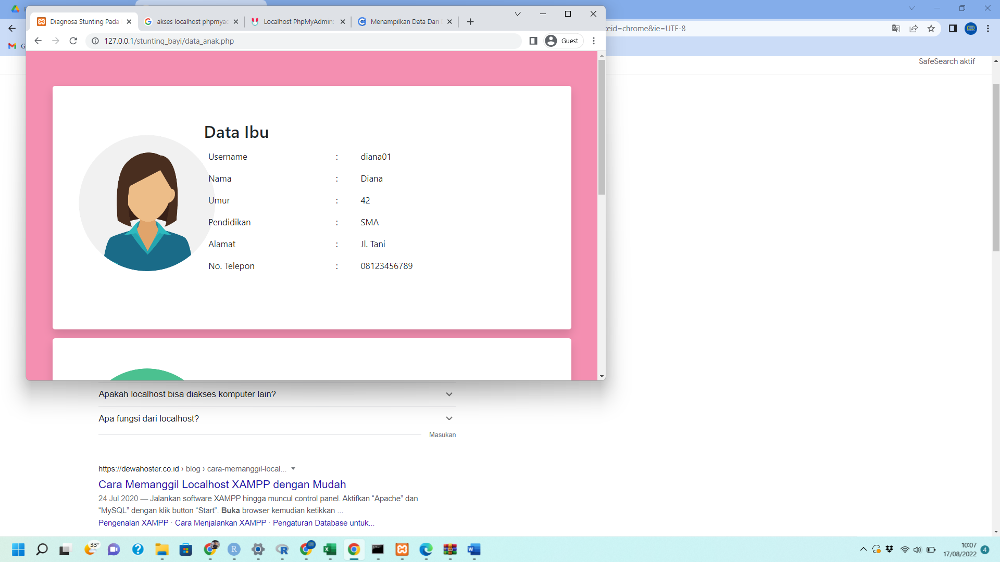 Diagnosa Stunting Pada
akses localhost phpmyad
Localhost PhpMyAdmin:
Menampilkan Data Dari
127.0.0.1/stunting_bayi/data_anak.php
Guest
eid=chrome&ie=UTF-8
G
SafeSearch aktif
Data Ibu
Username : diana01
Nama : Diana
Umur : 42
Pendidikan : SMA
Alamat : Jl. Tani
No. Telepon : 08123456789
Apakah localhost bisa diakses komputer lain?
Apa fungsi dari localhost?
Masukan
https://dewahoster.co.id › blog › cara-memanggil-local...
Cara Memanggil Localhost XAMPP dengan Mudah
24 Jul 2020 — Jalankan software XAMPP hingga muncul control panel. Aktifkan “Apache” dan
“MySQL” dengan klik button “Start”. Buka browser kemudian ketikkan ...
Pengenalan XAMPP · Cara Menjalankan XAMPP · Pengaturan Database untuk...
33°
10:07
17/08/2022
4